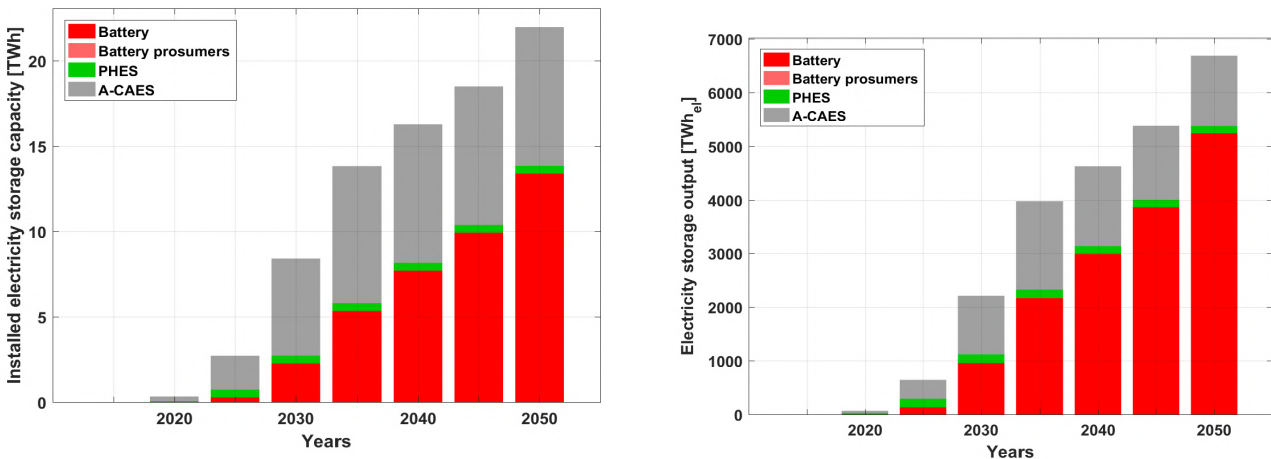 Installed electricity storage capacity [TWh]
20
15
10
5
0
Battery
Battery prosumers
PHES
A-CAES
2020
2030
2040
2050
Years
Electricity storage output [TWh_el]
7000
6000
5000
4000
3000
2000
1000
0
Battery
Battery prosumers
PHES
A-CAES
2020
2030
2040
2050
Years